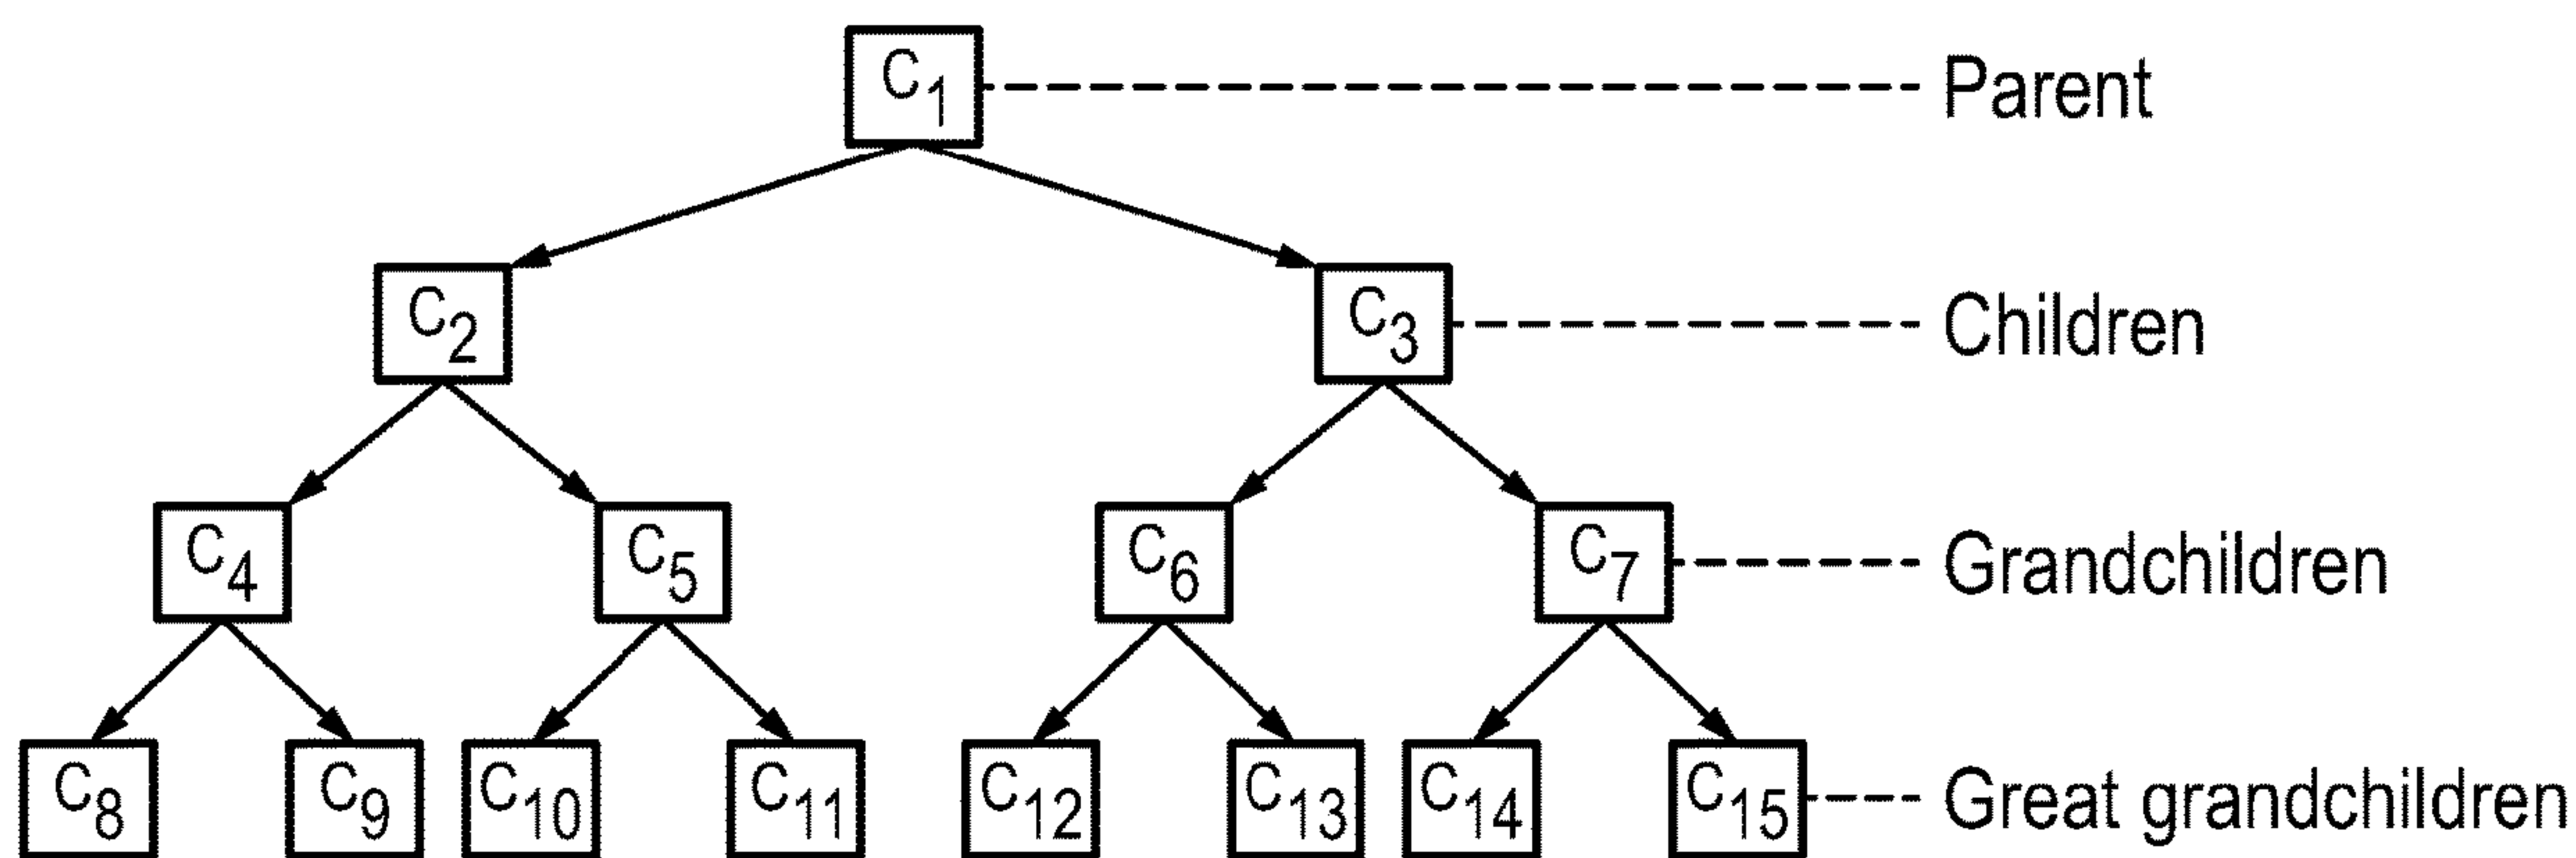 C1 Parent
C2 C3 Children
C4 C5 C6 C7 Grandchildren
C8 C9 C10 C11 C12 C13 C14 C15 Great grandchildren